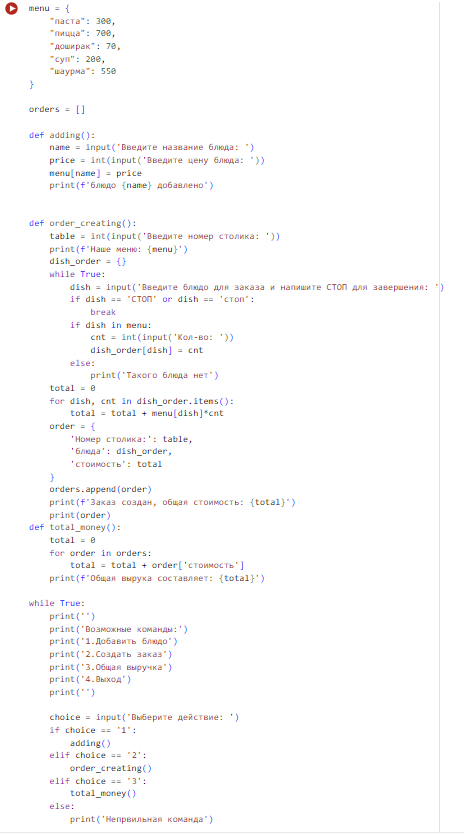 menu = {
    "паста": 300,
    "пицца": 700,
    "доширак": 70,
    "суп": 200,
    "шаурма": 550
}

orders = []

def adding():
    name = input('Введите название блюда: ')
    price = int(input('Введите цену блюда: '))
    menu[name] = price
    print(f'блюдо {name} добавлено')


def order_creating():
    table = int(input('Введите номер столика: '))
    print(f'Наше меню: {menu}')
    dish_order = {}
    while True:
        dish = input('Введите блюдо для заказа и напишите СТОП для завершения: ')
        if dish == 'СТОП' or dish == 'стоп':
            break
        if dish in menu:
            cnt = int(input('Кол-во: '))
            dish_order[dish] = cnt
        else:
            print('Такого блюда нет')
    total = 0
    for dish, cnt in dish_order.items():
        total = total + menu[dish]*cnt
    order = {
        'Номер столика:': table,
        'блюда': dish_order,
        'стоимость': total
    }
    orders.append(order)
    print(f'Заказ создан, общая стоимость: {total}')
    print(order)
def total_money():
    total = 0
    for order in orders:
        total = total + order['стоимость']
    print(f'Общая вырука составляет: {total}')

while True:
    print('')
    print('Возможные команды:')
    print('1.Добавить блюдо')
    print('2.Создать заказ')
    print('3.Общая выручка')
    print('4.Выход')
    print('')

    choice = input('Выберите действие: ')
    if choice == '1':
        adding()
    elif choice == '2':
        order_creating()
    elif choice == '3':
        total_money()
    else:
        print('Непрвильная команда')